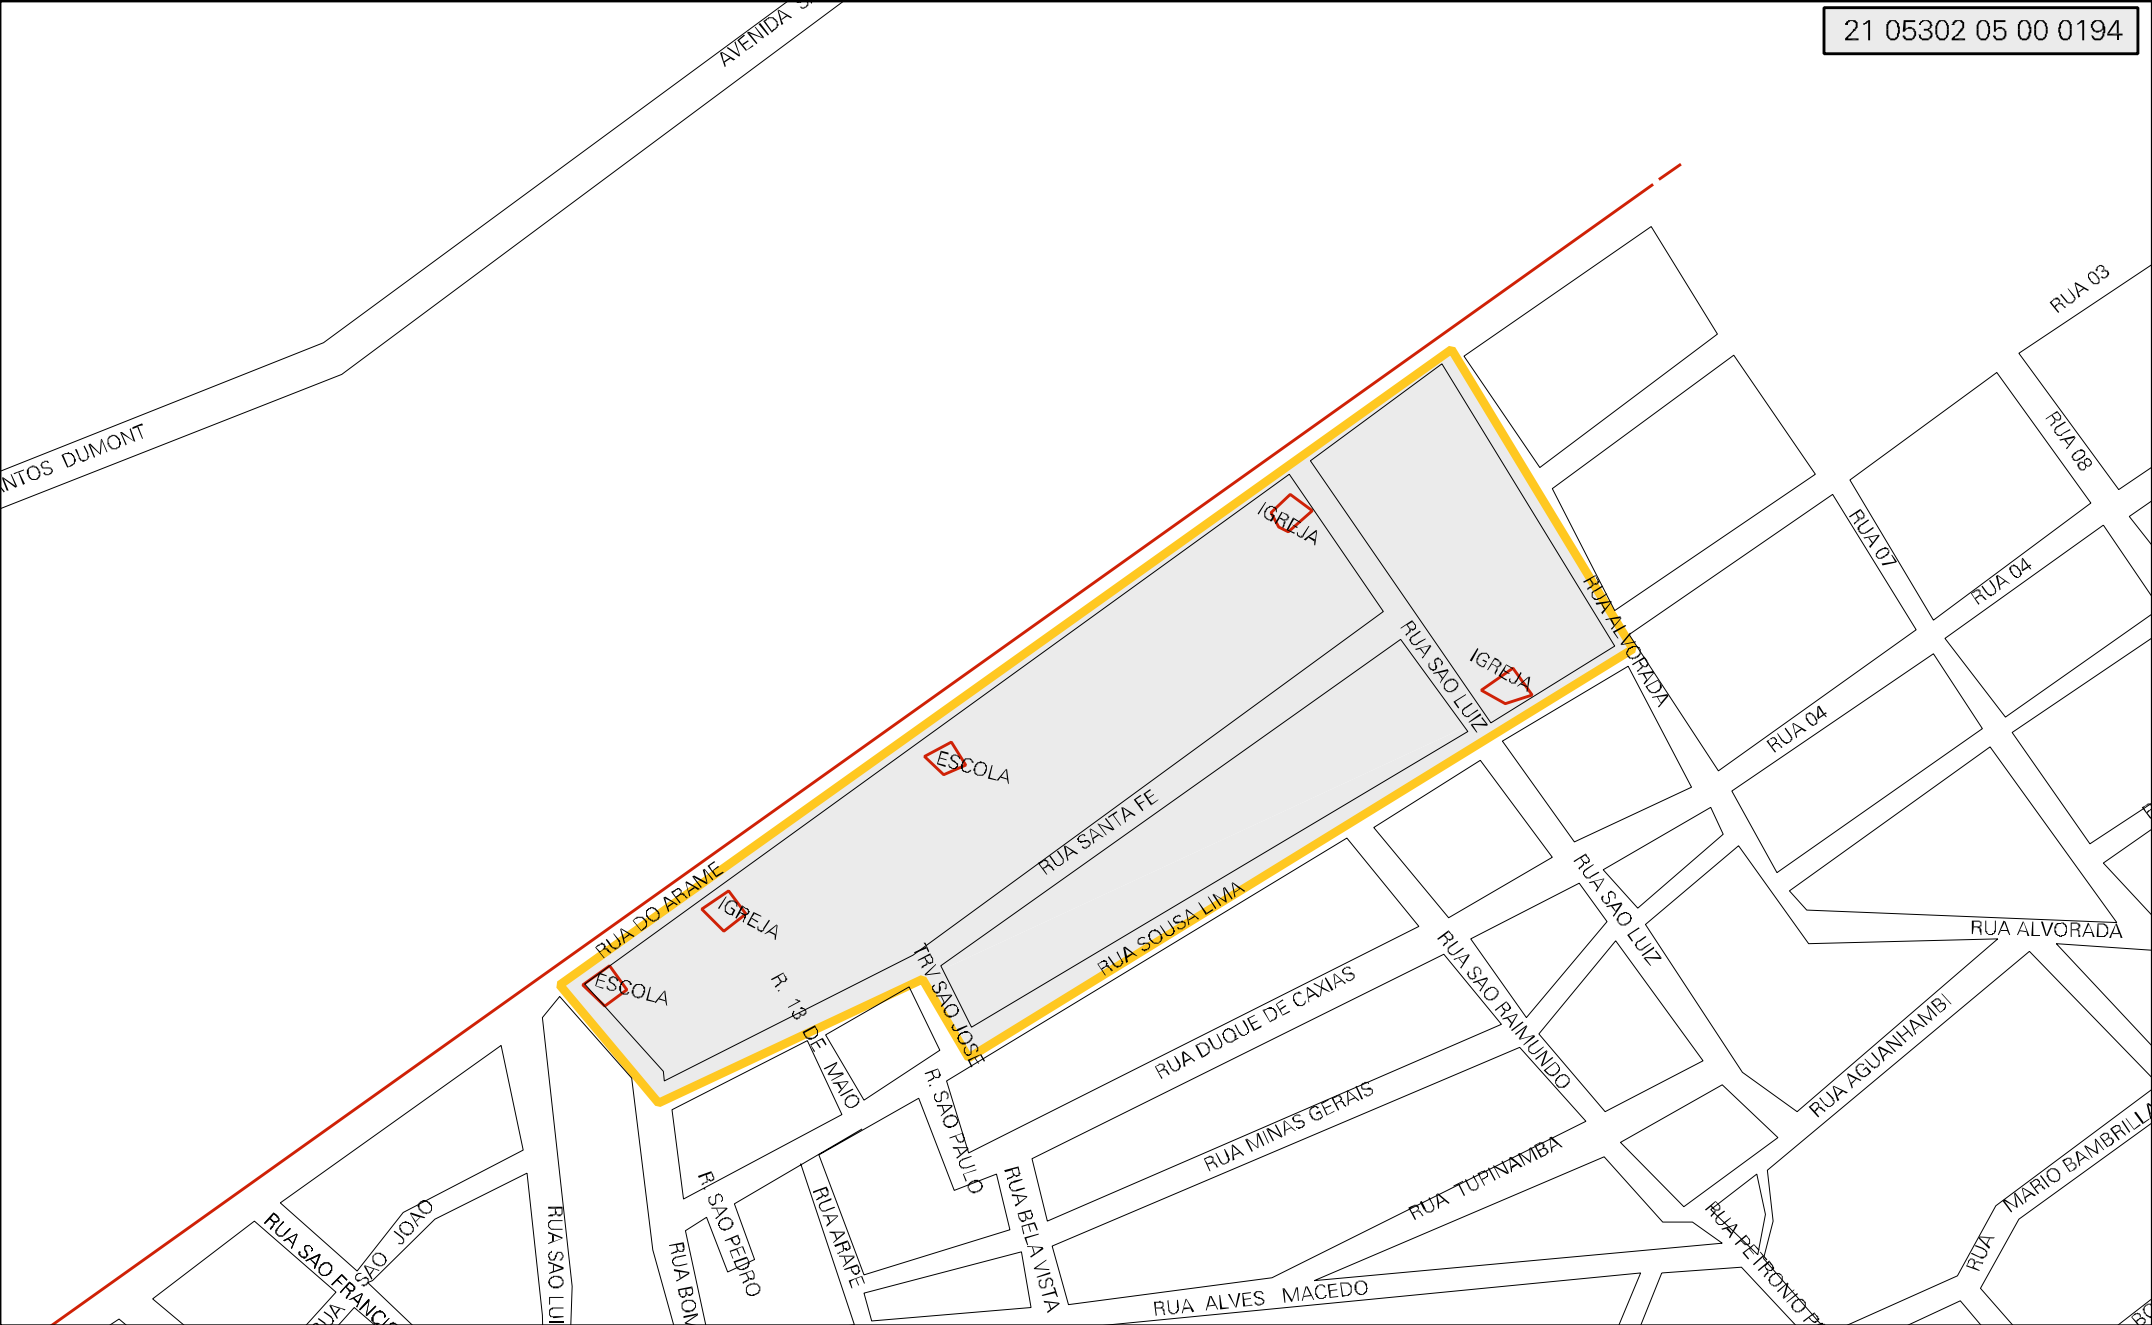 AVENIDA
21 05302 05 00 0194
RUA 03
NTOS DUMONT
RUA 08
IGREJA
RUA 07
RUA 04
RUA ALVORADA
RUA SAO LUIZ
IGREJA
RUA 04
ESCOLA
RUA SANTA FE
RUA DO ARAME
IGREJA
RUA SOUSA LIMA
RUA SAO LUIZ
RUA ALVORADA
ESCOLA
R. 13 DE MAIO
TRV SAO JOSE
RUA DUQUE DE CAXIAS
RUA SAO RAIMUNDO
RUA AGUANHAMBI
R. SAO PAULO
RUA MINAS GERAIS
RUA TUPINAMBA
RUA MARIO BAMBRILLA
RUA SAO JOAO
RUA SAO FRANCIS
RUA SAO LUI
R. SAO PEDRO
RUA ARAPE
RUA BELA VISTA
RUA BOM
RUA ALVES MACEDO
RUA PETRONIO P